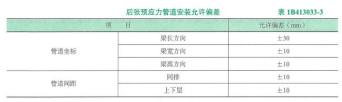 后张预应力管道安装允许偏差 表 1B413033-3
项 目 允许偏差（mm）
管道坐标 梁长方向 ±30
梁宽方向 ±10
梁高方向 ±10
管道间距 同排 ±10
上下层 ±10